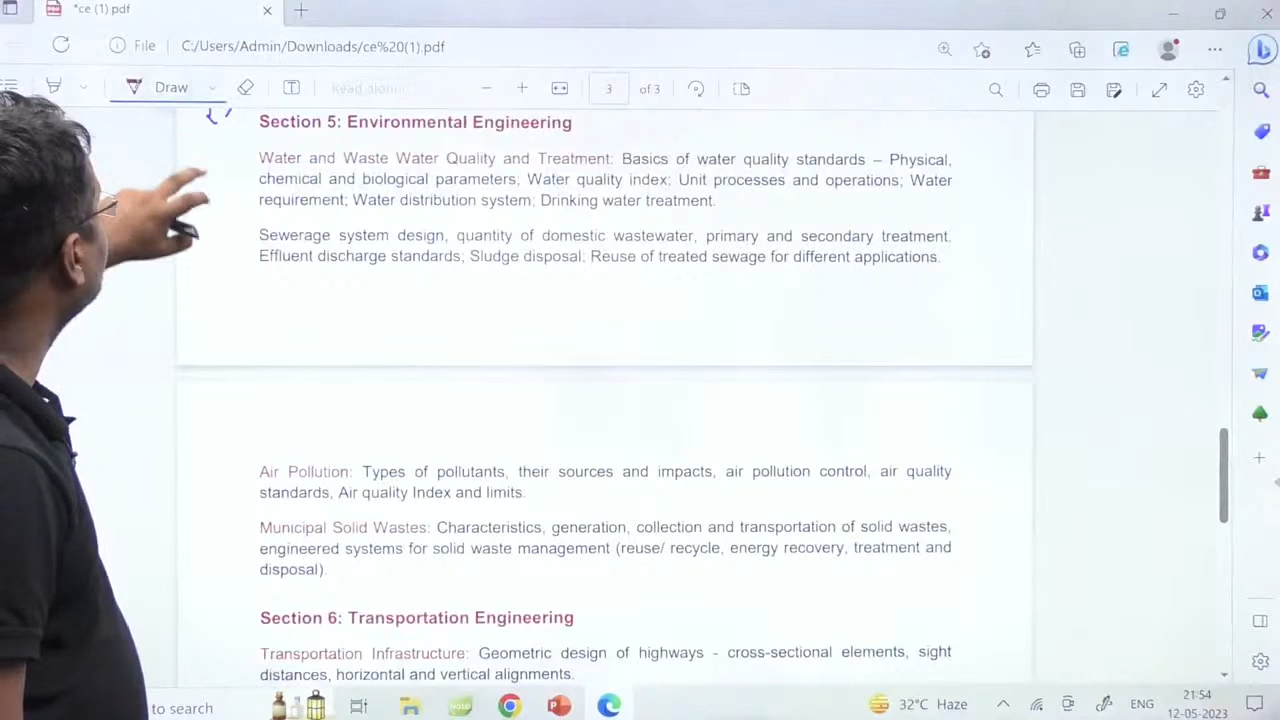 *ce (1).pdf
File C:/Users/Admin/Downloads/ce%20(1).pdf
Draw Read aloud 3 of 3
Section 5: Environmental Engineering
Water and Waste Water Quality and Treatment: Basics of water quality standards – Physical,
chemical and biological parameters; Water quality index; Unit processes and operations; Water
requirement; Water distribution system; Drinking water treatment.
Sewerage system design, quantity of domestic wastewater, primary and secondary treatment.
Effluent discharge standards; Sludge disposal; Reuse of treated sewage for different applications.
Air Pollution: Types of pollutants, their sources and impacts, air pollution control, air quality
standards, Air quality Index and limits.
Municipal Solid Wastes: Characteristics, generation, collection and transportation of solid wastes,
engineered systems for solid waste management (reuse/ recycle, energy recovery, treatment and
disposal).
Section 6: Transportation Engineering
Transportation Infrastructure: Geometric design of highways - cross-sectional elements, sight
distances, horizontal and vertical alignments.
to search
32°C Haze
ENG
21:54
12-05-2023